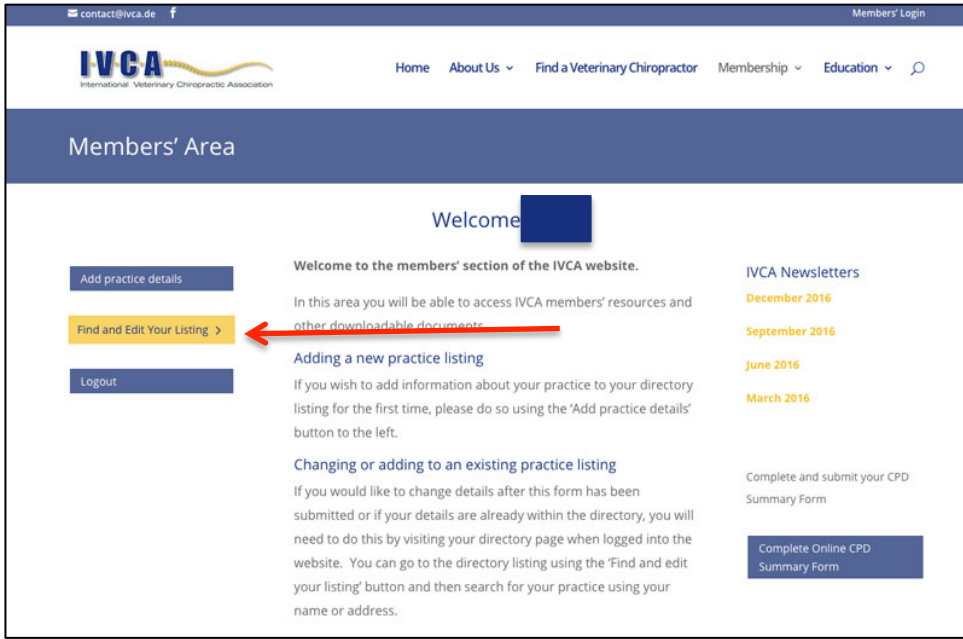 contact@ivca.de f
Members' Login
I·V·C·A
International Veterinary Chiropractic Association
Home About Us Find a Veterinary Chiropractor Membership Education
Members' Area
Welcome
Add practice details
Find and Edit Your Listing >
Logout
Welcome to the members' section of the IVCA website.
In this area you will be able to access IVCA members' resources and
other downloadable documents
Adding a new practice listing
If you wish to add information about your practice to your directory
listing for the first time, please do so using the 'Add practice details'
button to the left.
Changing or adding to an existing practice listing
If you would like to change details after this form has been
submitted or if your details are already within the directory, you will
need to do this by visiting your directory page when logged into the
website. You can go to the directory listing using the 'Find and edit
your listing' button and then search for your practice using your
name or address.
IVCA Newsletters
December 2016
September 2016
June 2016
March 2016
Complete and submit your CPD
Summary Form
Complete Online CPD
Summary Form